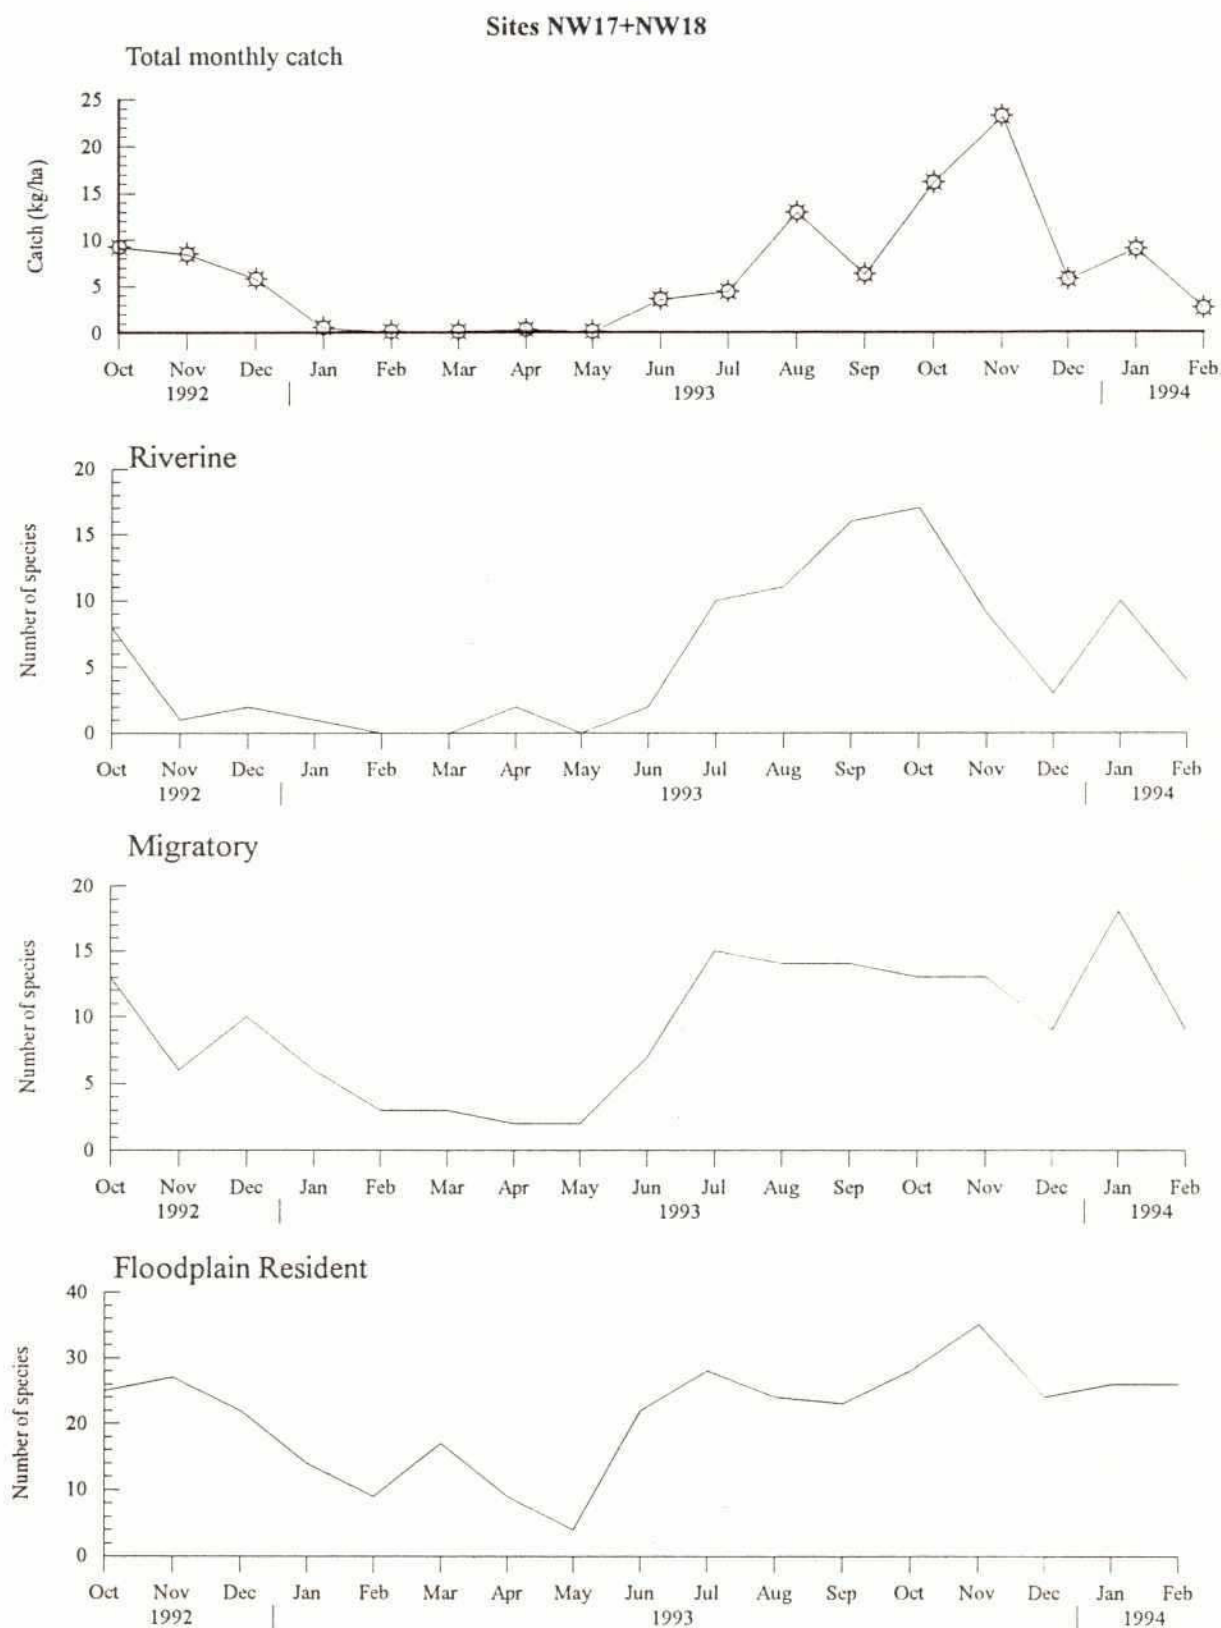 Sites NW17+NW18
Total monthly catch
Catch (kg/ha)
25
20
15
10
5
0
Oct Nov Dec Jan Feb Mar Apr May Jun Jul Aug Sep Oct Nov Dec Jan Feb
1992 | 1993 | 1994
Riverine
Number of species
20
15
10
5
0
Oct Nov Dec Jan Feb Mar Apr May Jun Jul Aug Sep Oct Nov Dec Jan Feb
1992 | 1993 | 1994
Migratory
Number of species
20
15
10
5
0
Oct Nov Dec Jan Feb Mar Apr May Jun Jul Aug Sep Oct Nov Dec Jan Feb
1992 | 1993 | 1994
Floodplain Resident
Number of species
40
30
20
10
0
Oct Nov Dec Jan Feb Mar Apr May Jun Jul Aug Sep Oct Nov Dec Jan Feb
1992 | 1993 | 1994